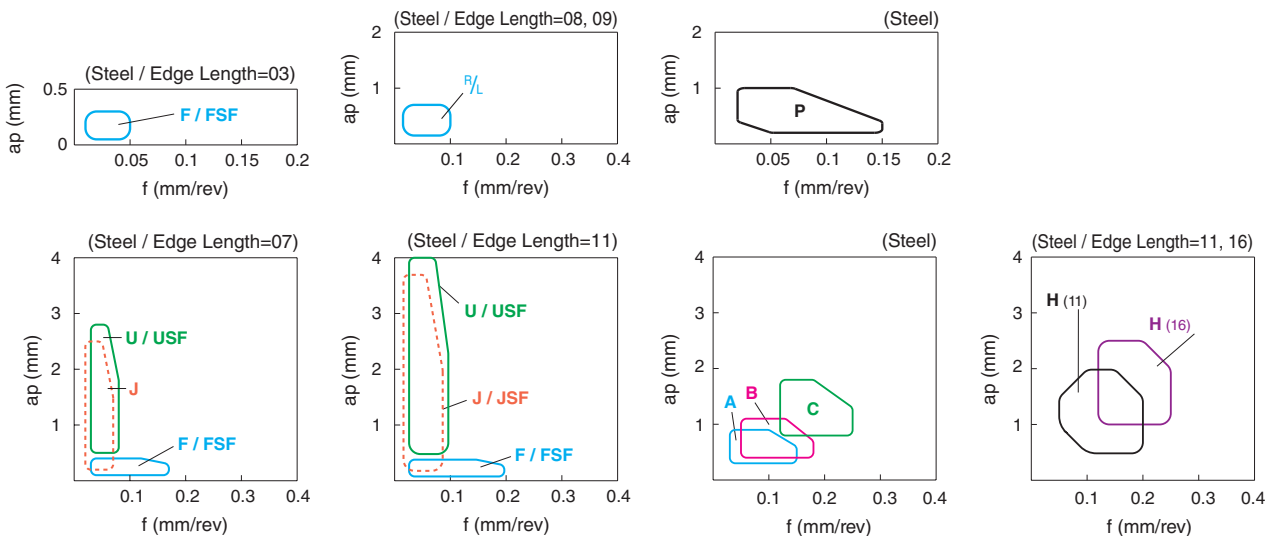 (Steel / Edge Length=03)
ap (mm)
0.5
0
F / FSF
0.05
0.1
0.15
0.2
f (mm/rev)
(Steel / Edge Length=08, 09)
ap (mm)
2
1
R/L
0.1
0.2
0.3
0.4
f (mm/rev)
(Steel)
ap (mm)
2
1
P
0.05
0.1
0.15
0.2
f (mm/rev)
(Steel / Edge Length=07)
ap (mm)
4
3
2
1
U / USF
J
F / FSF
0.1
0.2
0.3
0.4
f (mm/rev)
(Steel / Edge Length=11)
ap (mm)
4
3
2
1
U / USF
J / JSF
F / FSF
0.1
0.2
0.3
0.4
f (mm/rev)
(Steel)
ap (mm)
4
3
2
1
A
B
C
0.1
0.2
0.3
0.4
f (mm/rev)
(Steel / Edge Length=11, 16)
ap (mm)
4
3
2
1
H (11)
H (16)
0.1
0.2
0.3
0.4
f (mm/rev)